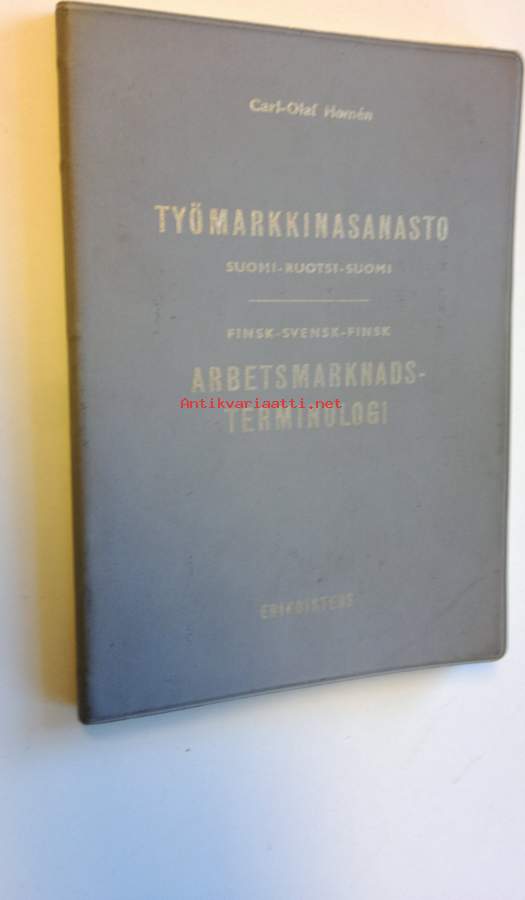 Carl-Olaf Homén
TYÖMARKKINASANASTO
SUOMI-RUOTSI-SUOMI
FINSK-SVENSK-FINSK
ARBETSMARKNADS-
Antikvariaatti.net
TERMINOLOGI
ERIKOISTEOS